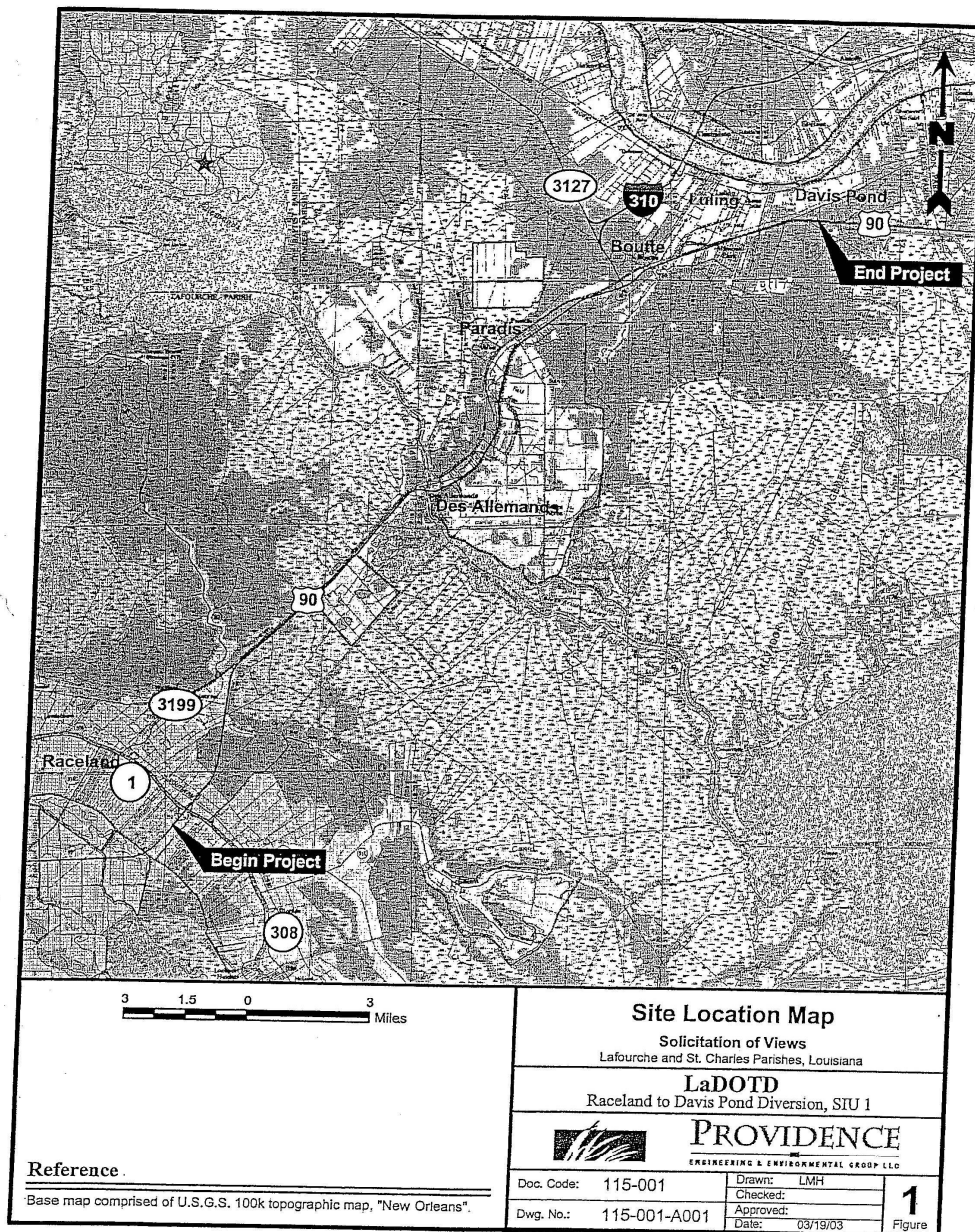 N
3127
310
Luling
Davis Pond
90
Boutte
End Project
LAFOURCHE PARISH
Paradis
Des Allemands
90
3199
Raceland
1
Begin Project
308
3 1.5 0 3
Miles
Site Location Map
Solicitation of Views
Lafourche and St. Charles Parishes, Louisiana
LaDOTD
Raceland to Davis Pond Diversion, SIU 1
PROVIDENCE
ENGINEERING & ENVIRONMENTAL GROUP LLC
Reference
Base map comprised of U.S.G.S. 100k topographic map, "New Orleans".
Doc. Code: 115-001
Drawn: LMH
Checked:
Dwg. No.: 115-001-A001
Approved:
Date: 03/19/03
1
Figure